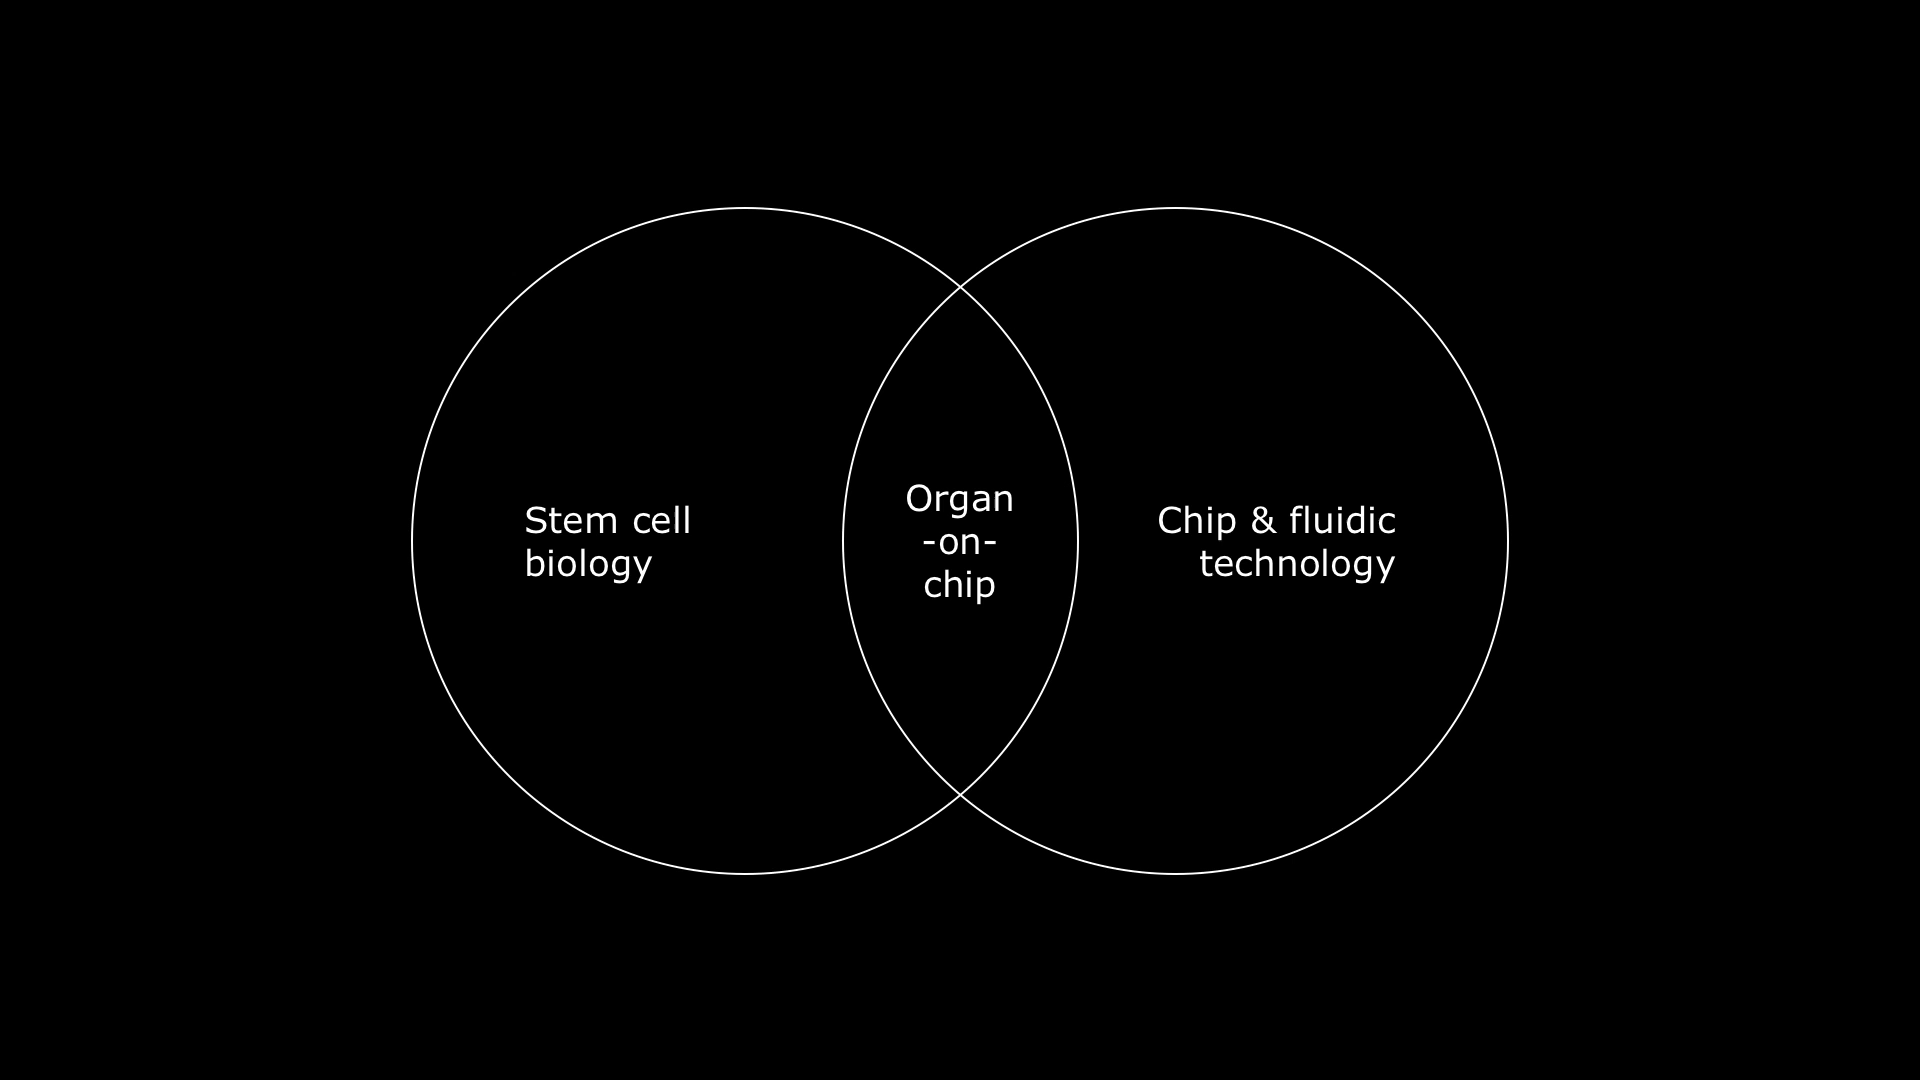 Stem cell
biology
Organ
-on-
chip
Chip & fluidic
technology